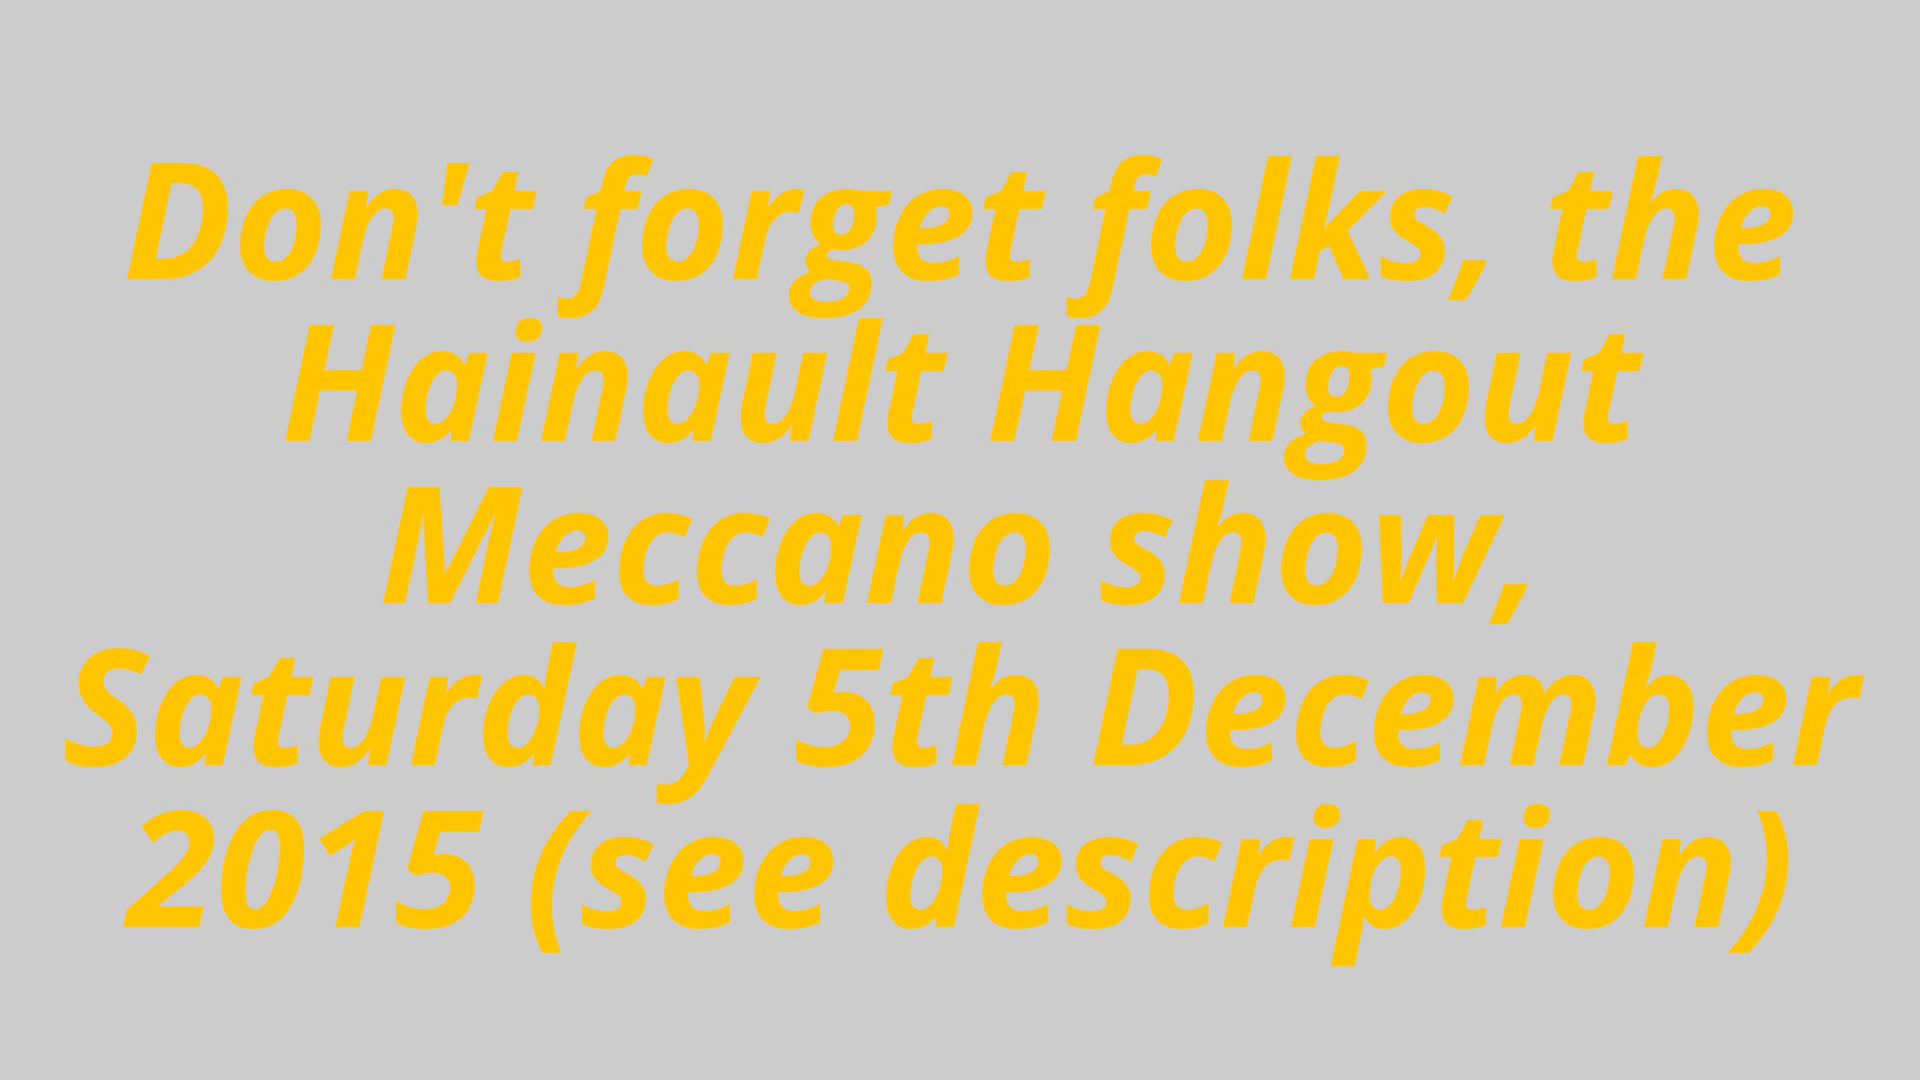 Don't forget folks, the
Hainault Hangout
Meccano show,
Saturday 5th December
2015 (see description)